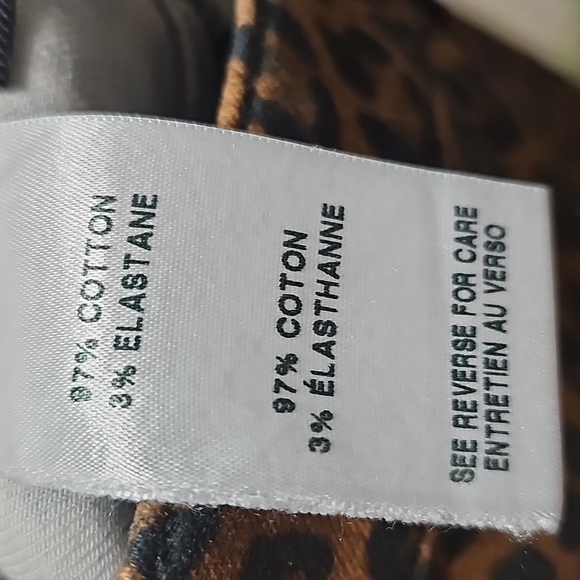 97% COTTON
3% ELASTANE
97% COTON
3% ÉLASTHANNE
SEE REVERSE FOR CARE
ENTRETIEN AU VERSO